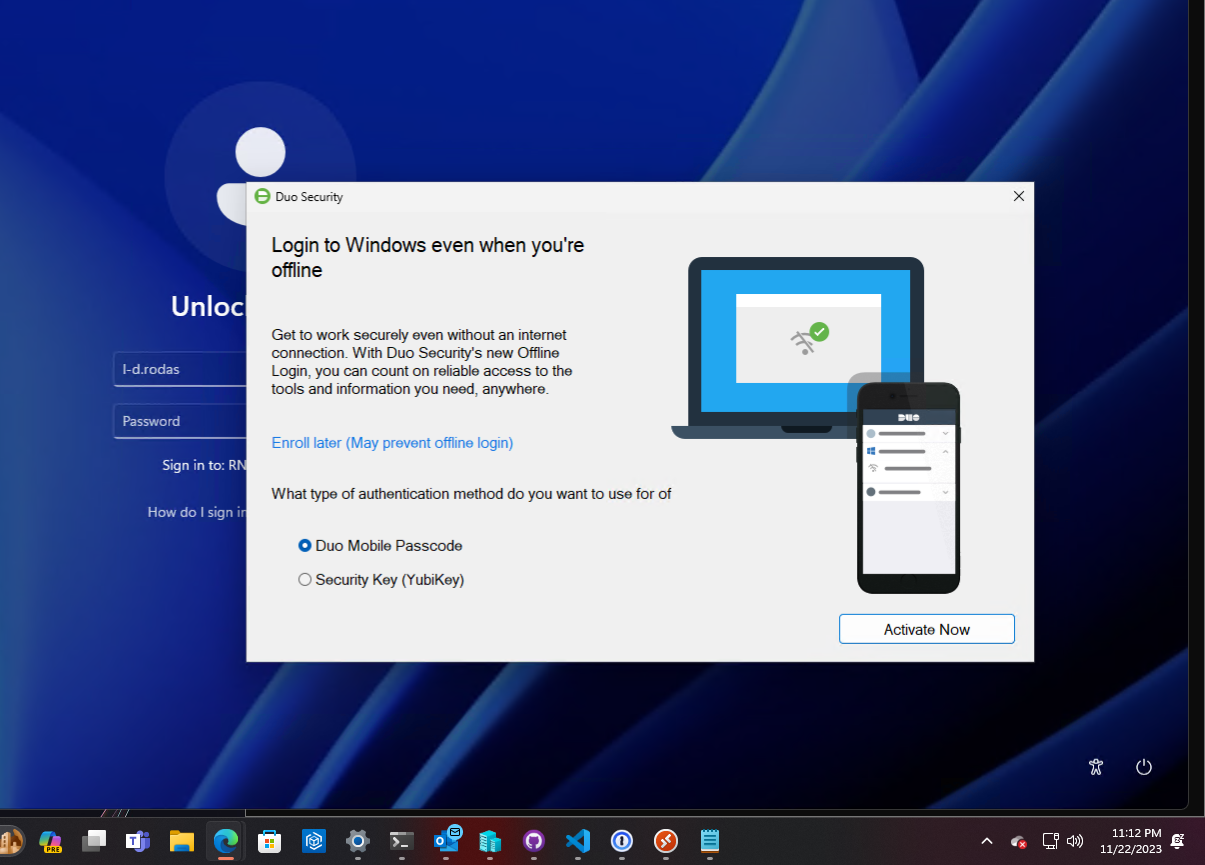 Duo Security
Login to Windows even when you're
offline
Get to work securely even without an internet
connection. With Duo Security's new Offline
Login, you can count on reliable access to the
tools and information you need, anywhere.
Enroll later (May prevent offline login)
What type of authentication method do you want to use for of
Duo Mobile Passcode
Security Key (YubiKey)
Activate Now
DUO
Unloc
l-d.rodas
Password
Sign in to: RN
How do I sign in
PRE
11:12 PM
11/22/2023